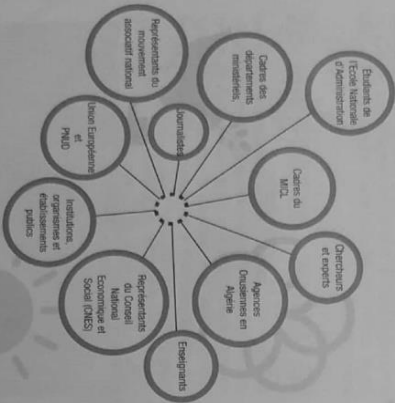 Etudiants de
l'Ecole Nationale
d'Administration
Cadres du
MICL
Chercheurs
et experts
Cadres des
départements
ministériels,
Agences
Onusiennes en
Algérie
Journalistes
Enseignants
Représentants du
mouvement
associatif national
Représentants
du Conseil
National
Economique et
Social (CNES)
Union Européenne
et
PNUD
Institutions,
organismes et
établissements
publics